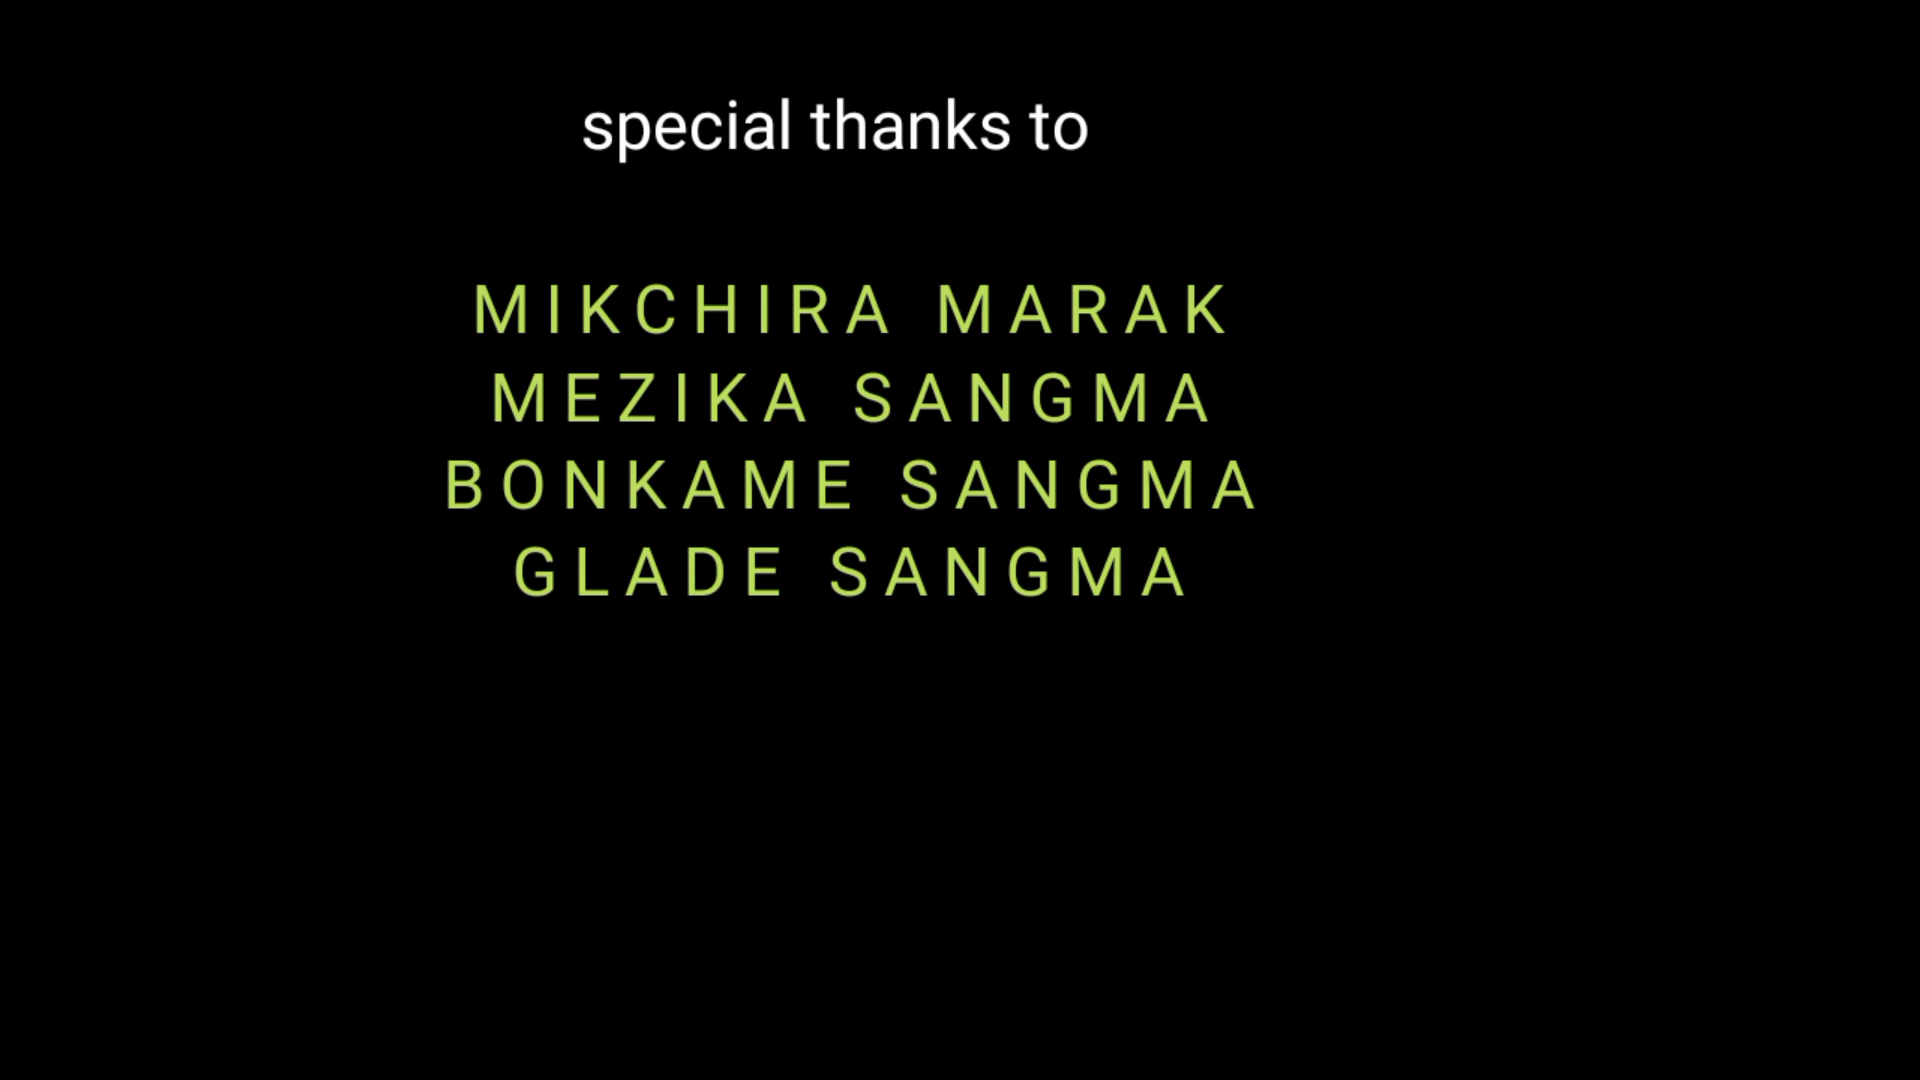 special thanks to
MIKCHIRA MARAK
MEZIKA SANGMA
BONKAME SANGMA
GLADE SANGMA